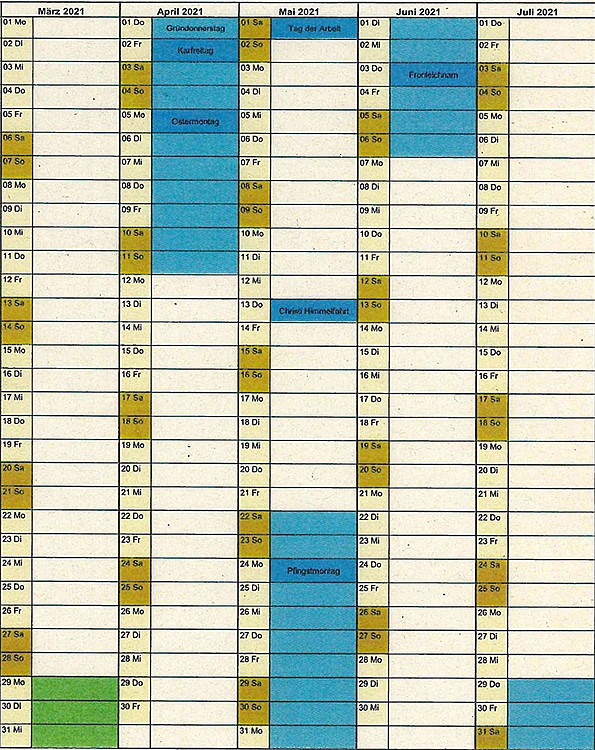 März 2021
01 Mo
02 Di
03 Mi
04 Do
05 Fr
06 Sa
07 So
08 Mo
09 Di
10 Mi
11 Do
12 Fr
13 Sa
14 So
15 Mo
16 Di
17 Mi
18 Do
19 Fr
20 Sa
21 So
22 Mo
23 Di
24 Mi
25 Do
26 Fr
27 Sa
28 So
29 Mo
30 Di
31 Mi
April 2021
01 Do Gründonnerstag
02 Fr Karfreitag
03 Sa
04 So
05 Mo Ostermontag
06 Di
07 Mi
08 Do
09 Fr
10 Sa
11 So
12 Mo
13 Di
14 Mi
15 Do
16 Fr
17 Sa
18 So
19 Mo
20 Di
21 Mi
22 Do
23 Fr
24 Sa
25 So
26 Mo
27 Di
28 Mi
29 Do
30 Fr
Mai 2021
01 Sa Tag der Arbeit
02 So
03 Mo
04 Di
05 Mi
06 Do
07 Fr
08 Sa
09 So
10 Mo
11 Di
12 Mi
13 Do Christi Himmelfahrt
14 Fr
15 Sa
16 So
17 Mo
18 Di
19 Mi
20 Do
21 Fr
22 Sa
23 So
24 Mo Pfingstmontag
25 Di
26 Mi
27 Do
28 Fr
29 Sa
30 So
31 Mo
Juni 2021
01 Di
02 Mi
03 Do Fronleichnam
04 Fr
05 Sa
06 So
07 Mo
08 Di
09 Mi
10 Do
11 Fr
12 Sa
13 So
14 Mo
15 Di
16 Mi
17 Do
18 Fr
19 Sa
20 So
21 Mo
22 Di
23 Mi
24 Do
25 Fr
26 Sa
27 So
28 Mo
29 Di
30 Mi
Juli 2021
01 Do
02 Fr
03 Sa
04 So
05 Mo
06 Di
07 Mi
08 Do
09 Fr
10 Sa
11 So
12 Mo
13 Di
14 Mi
15 Do
16 Fr
17 Sa
18 So
19 Mo
20 Di
21 Mi
22 Do
23 Fr
24 Sa
25 So
26 Mo
27 Di
28 Mi
29 Do
30 Fr
31 Sa